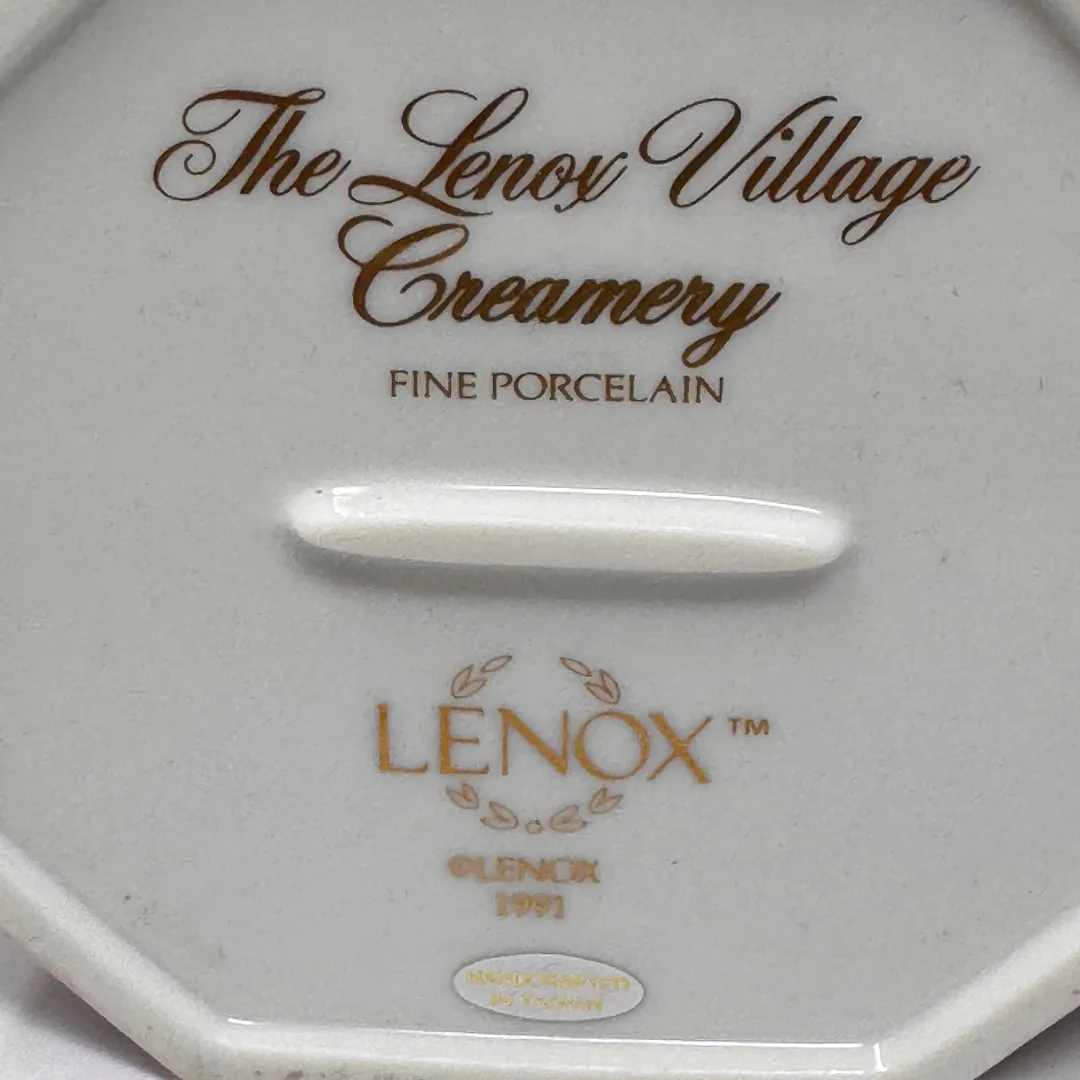 The Lenox Village
Creamery
FINE PORCELAIN
LENOX™
©LENOX
1991
HANDCRAFTED
IN TAIWAN